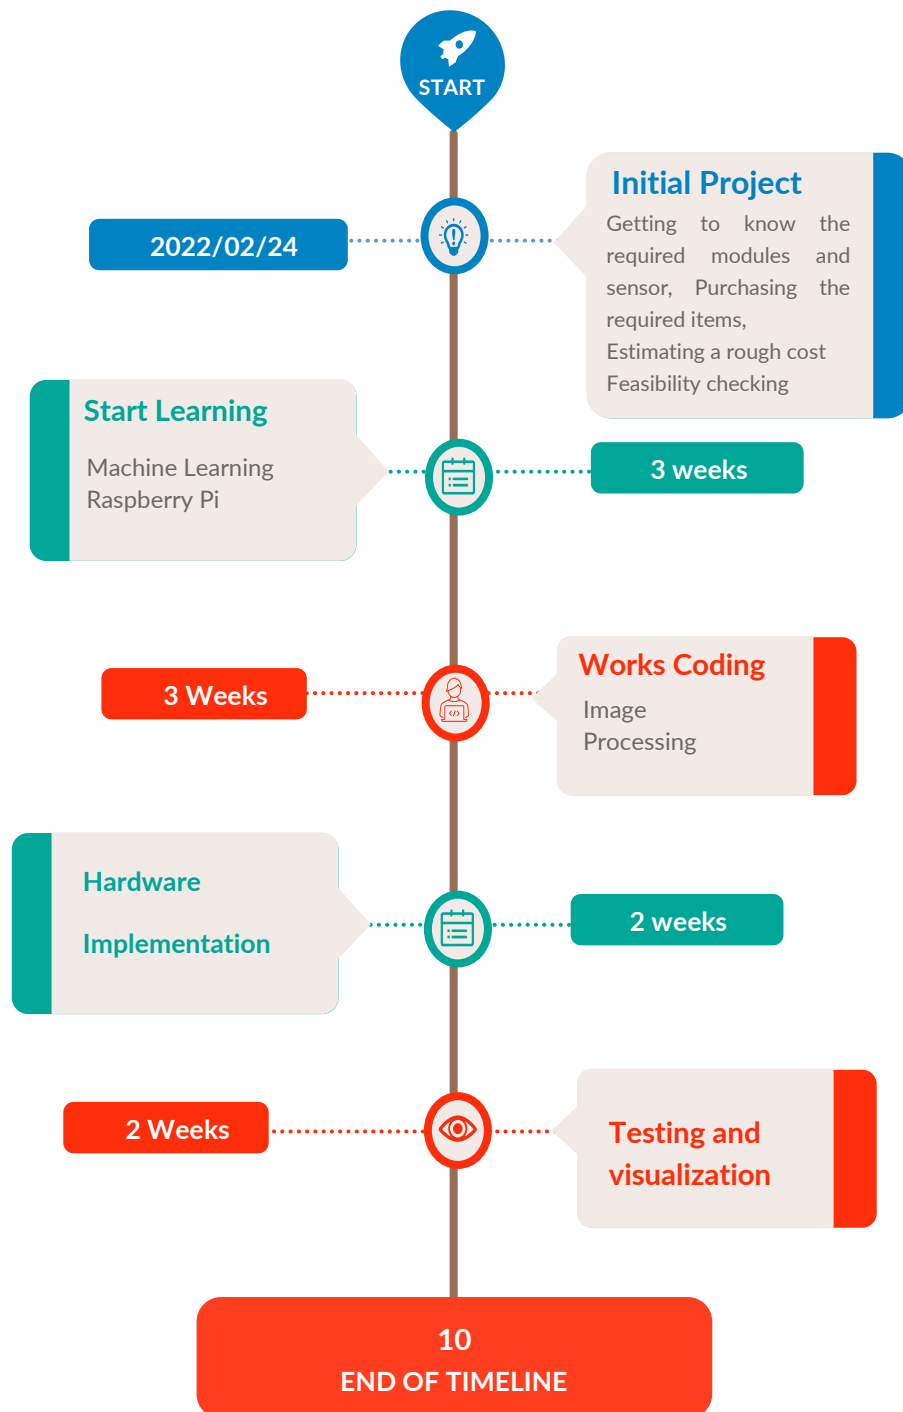 START
2022/02/24
Initial Project
Getting to know the
required modules and
sensor, Purchasing the
required items,
Estimating a rough cost
Feasibility checking
Start Learning
Machine Learning
Raspberry Pi
3 weeks
3 Weeks
Works Coding
Image
Processing
Hardware
Implementation
2 weeks
2 Weeks
Testing and
visualization
10
END OF TIMELINE